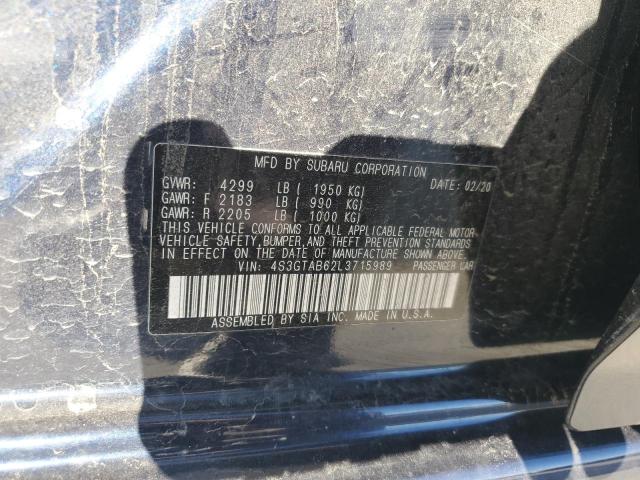 MFD BY SUBARU CORPORATION
GVWR: 4299 LB ( 1950 KG) DATE: 02/20
GAWR: F 2183 LB ( 990 KG)
GAWR: R 2205 LB ( 1000 KG)
THIS VEHICLE CONFORMS TO ALL APPLICABLE FEDERAL MOTOR
VEHICLE SAFETY, BUMPER, AND THEFT PREVENTION STANDARDS
IN EFFECT ON THE DATE OF MANUFACTURE SHOWN ABOVE.
VIN: 4S3GTAB62L3715989 PASSENGER CAR
ASSEMBLED BY SIA INC. MADE IN U.S.A.